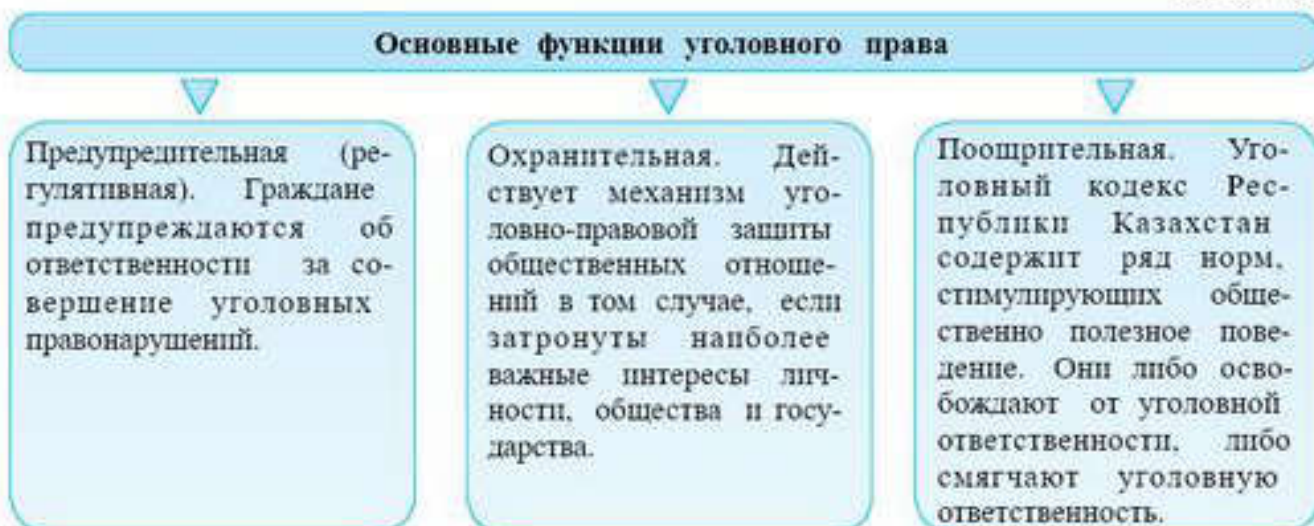 Основные функции уголовного права
Предупредительная (ре-
гулятивная). Граждане
предупреждаются об
ответственности за со-
вершение уголовных
правонарушений.
Охранительная. Дей-
ствует механизм уго-
ловно-правовой защиты
общественных отноше-
ний в том случае, если
затронуты наиболее
важные интересы лич-
ности, общества и госу-
дарства.
Поощрительная. Уго-
ловный кодекс Рес-
публики Казахстан
содержит ряд норм,
стимулирующих обще-
ственно полезное пове-
дение. Они либо осво-
бождают от уголовной
ответственности, либо
смягчают уголовную
ответственность.